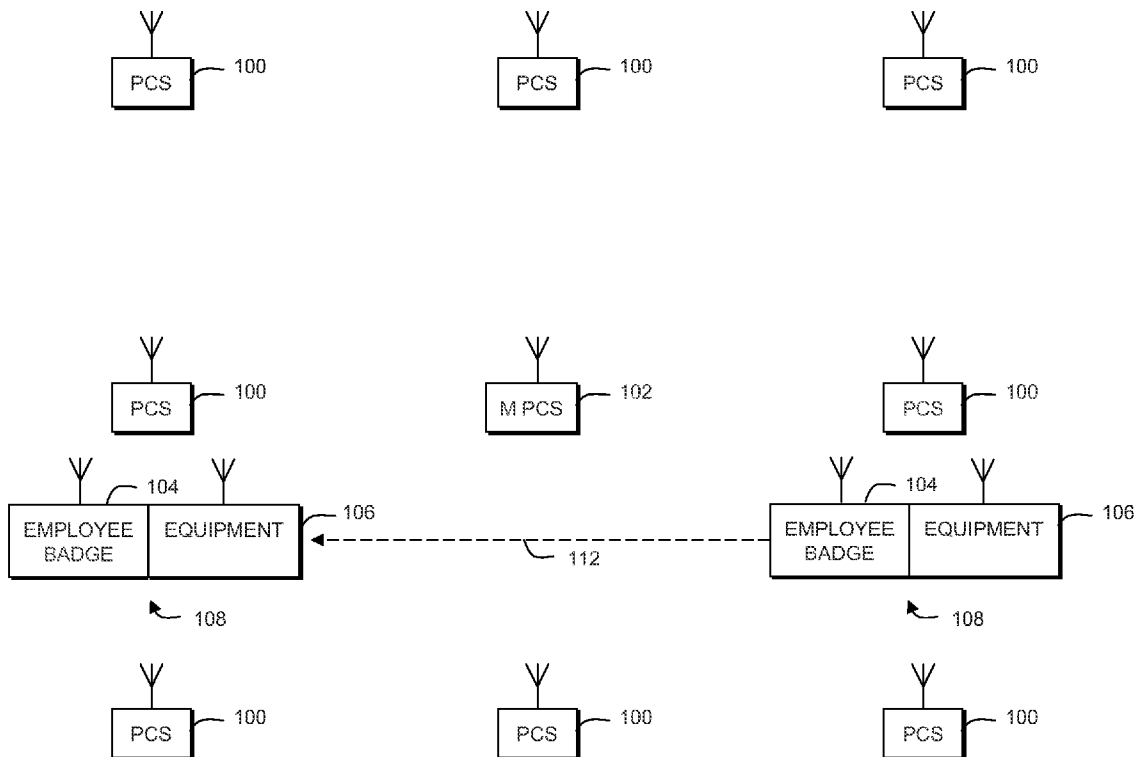 PCS 100 PCS 100 PCS 100
PCS 100 M PCS 102 PCS 100
104 104
EMPLOYEE BADGE EQUIPMENT 106 EMPLOYEE BADGE EQUIPMENT 106
112
108 108
PCS 100 PCS 100 PCS 100